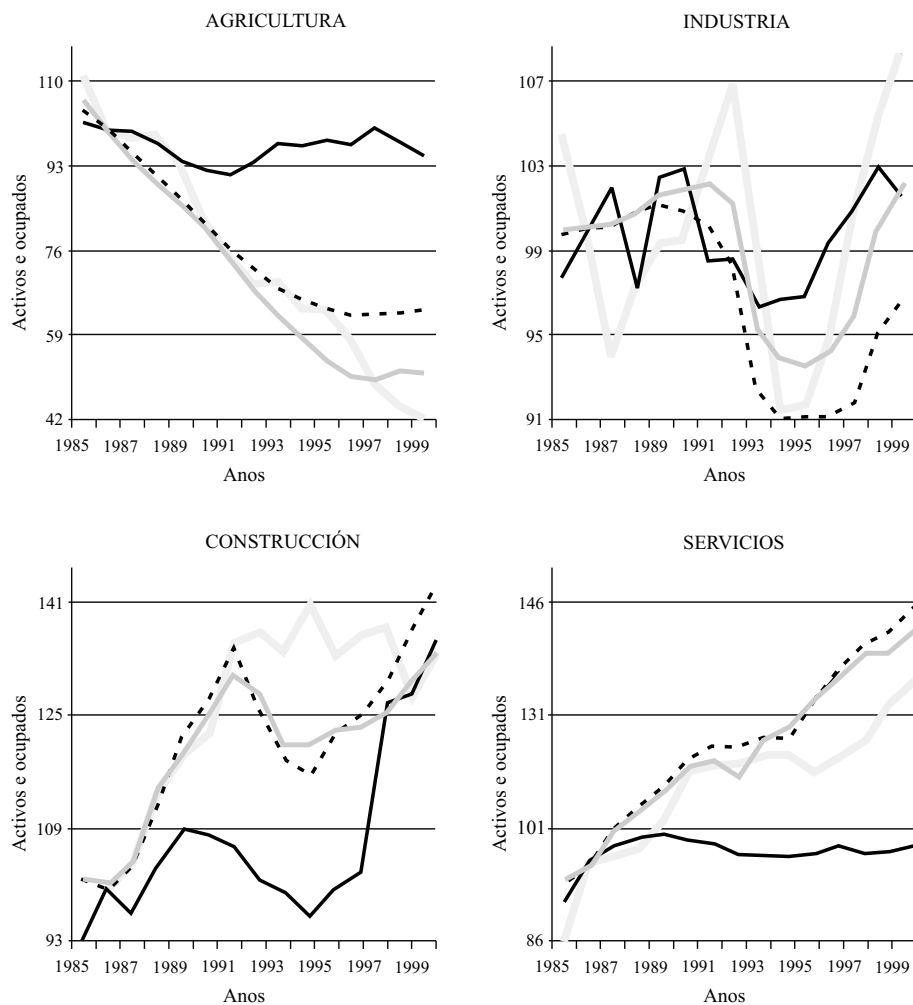 AGRICULTURA
Activos e ocupados
110
93
76
59
42
1985 1987 1989 1991 1993 1995 1997 1999
Anos
INDUSTRIA
Activos e ocupados
107
103
99
95
91
1985 1987 1989 1991 1993 1995 1997 1999
Anos
CONSTRUCCIÓN
Activos e ocupados
141
125
109
93
1985 1987 1989 1991 1993 1995 1997 1999
Anos
SERVICIOS
Activos e ocupados
146
131
101
86
1985 1987 1989 1991 1993 1995 1997 1999
Anos